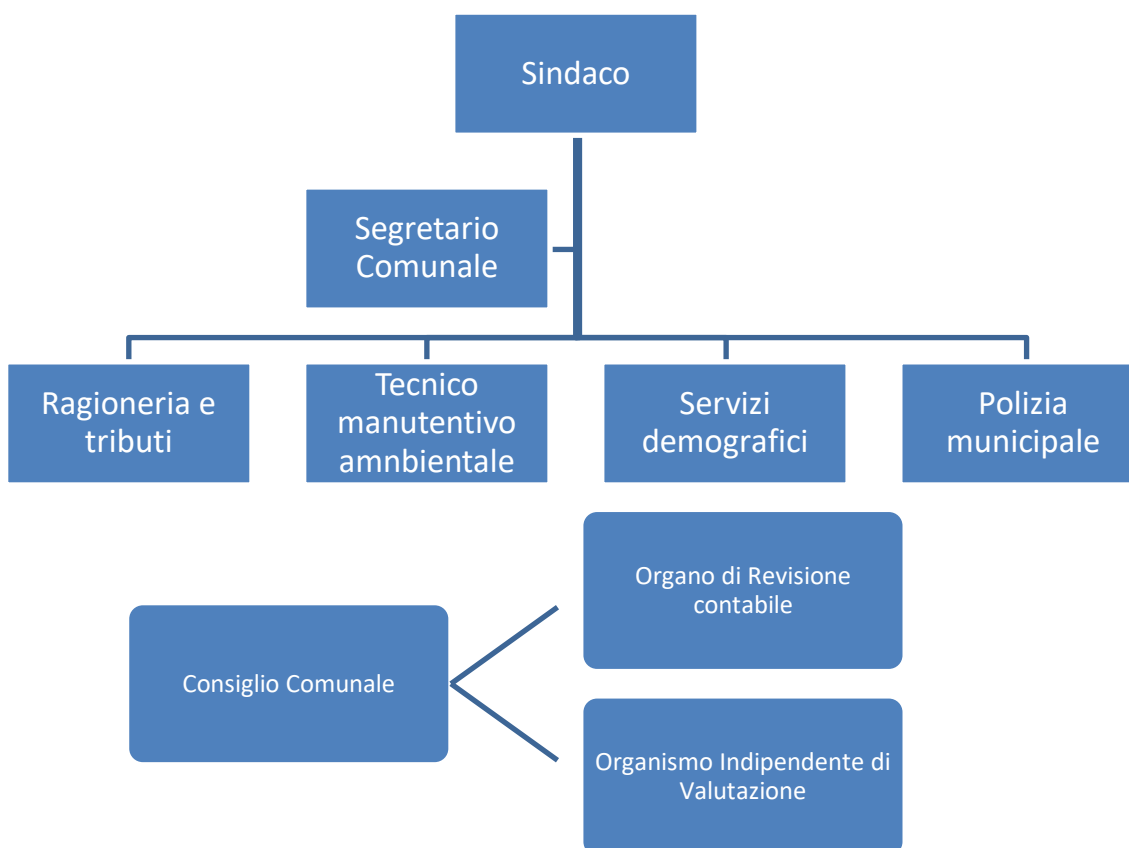 Sindaco
Segretario
Comunale
Ragioneria e
tributi
Tecnico
manutentivo
amnbientale
Servizi
demografici
Polizia
municipale
Organo di Revisione
contabile
Consiglio Comunale
Organismo Indipendente di
Valutazione